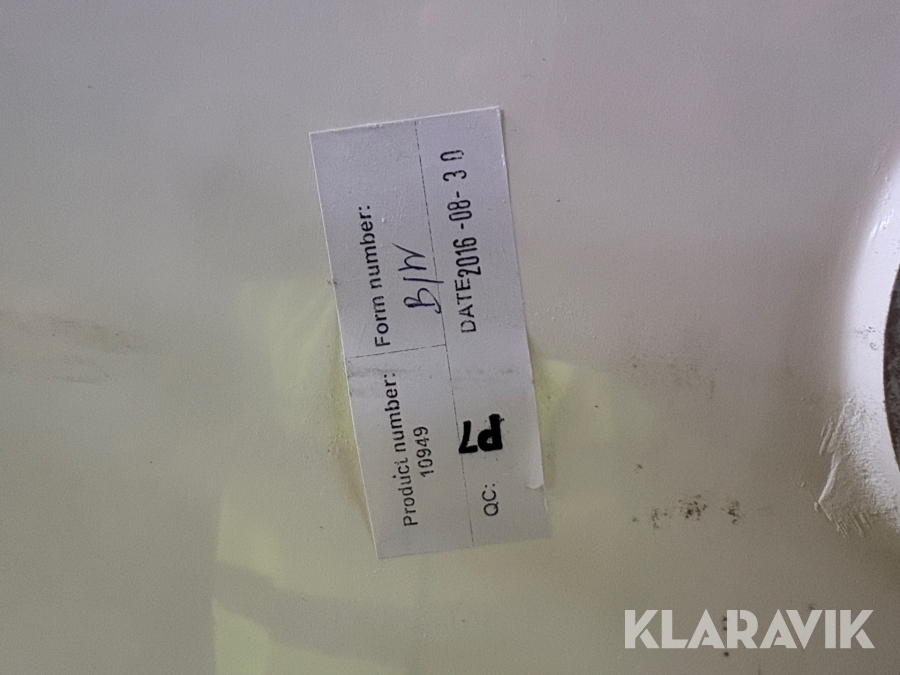 Product number: Form number:
10949 B/W
QC: P7 DATE2016-08-30
KLARAVIK